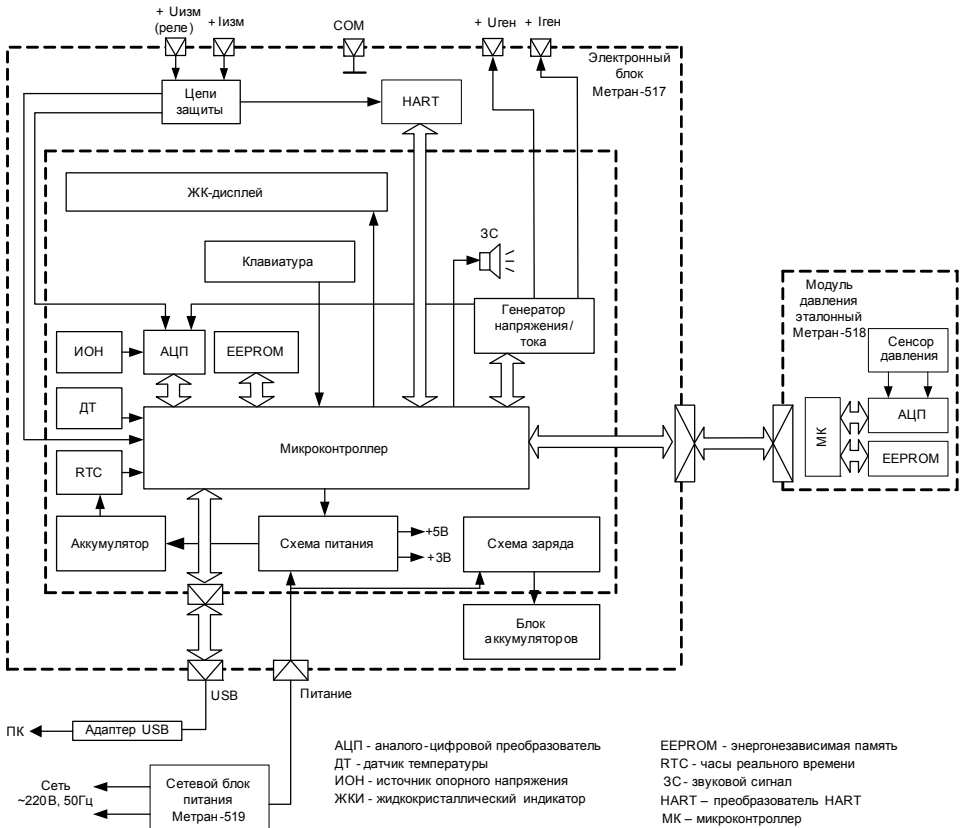 + Uизм
(реле)
+ Iизм
COM
+ Uген
+ Iген
Электронный
блок
Метран-517
Цепи
защиты
HART
ЖК-дисплей
Клавиатура
ЗС
Генератор
напряжения/
тока
ИОН
АЦП
EEPROM
ДТ
Микроконтроллер
RTC
Аккумулятор
Схема питания
+5В
+3В
Схема заряда
Блок
аккумуляторов
Модуль
давления
эталонный
Метран-518
Сенсор
давления
МК
АЦП
EEPROM
USB
Питание
ПК
Адаптер USB
Сеть
~220В, 50Гц
Сетевой блок
питания
Метран-519
АЦП - аналого-цифровой преобразователь
ДТ - датчик температуры
ИОН - источник опорного напряжения
ЖКИ - жидкокристаллический индикатор
EEPROM - энергонезависимая память
RTC - часы реального времени
ЗС - звуковой сигнал
HART – преобразователь HART
МК – микроконтроллер